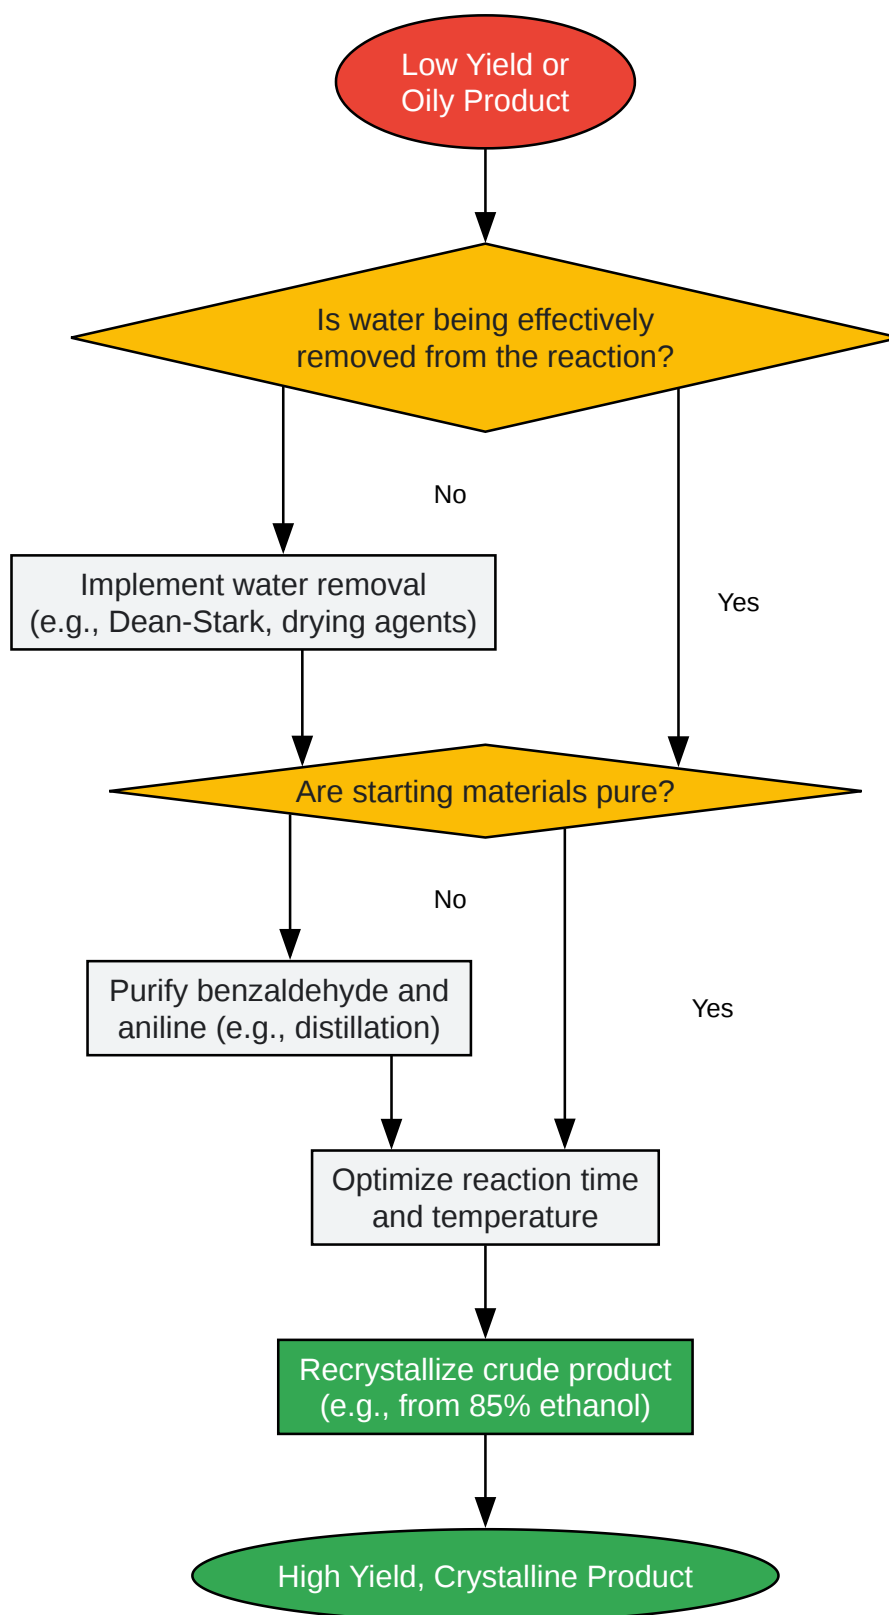 Low Yield or
Oily Product
Is water being effectively
removed from the reaction?
No
Implement water removal
(e.g., Dean-Stark, drying agents)
Yes
Are starting materials pure?
No
Purify benzaldehyde and
aniline (e.g., distillation)
Yes
Optimize reaction time
and temperature
Recrystallize crude product
(e.g., from 85% ethanol)
High Yield, Crystalline Product